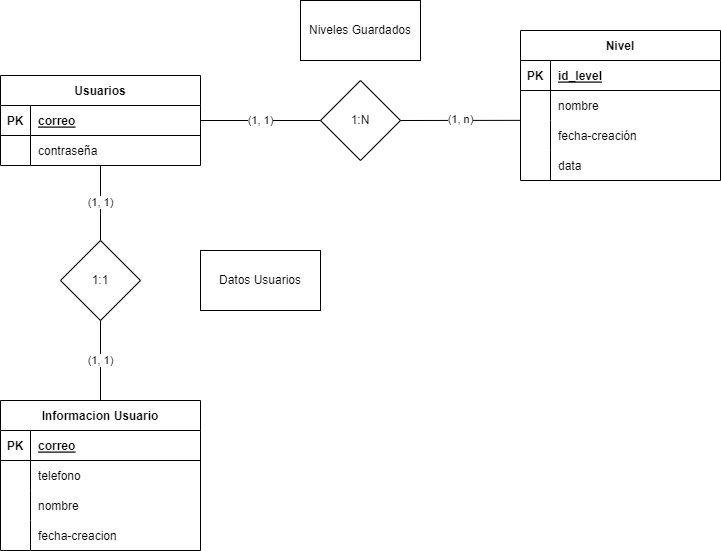 Niveles Guardados
Usuarios
PK correo
contraseña
(1, 1)
1:N
(1, n)
Nivel
PK id_level
nombre
fecha-creación
data
(1, 1)
1:1
Datos Usuarios
(1, 1)
Informacion Usuario
PK correo
telefono
nombre
fecha-creacion